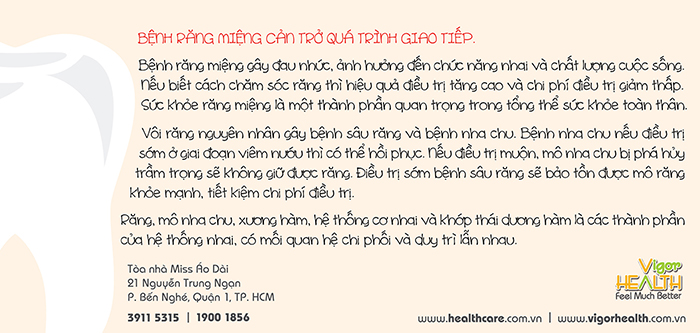 BỆNH RĂNG MIỆNG CẢN TRỞ QUÁ TRÌNH GIAO TIẾP.
Bệnh răng miệng gây đau nhức, ảnh hưởng đến chức năng nhai và chất lượng cuộc sống.
Nếu biết cách chăm sóc răng thì hiệu quả điều trị tăng cao và chi phí điều trị giảm thấp.
Sức khỏe răng miệng là một thành phần quan trọng trong tổng thể sức khỏe toàn thân.
Vôi răng nguyên nhân gây bệnh sâu răng và bệnh nha chu. Bệnh nha chu nếu điều trị
sớm ở giai đoạn viêm nướu thì có thể hồi phục. Nếu điều trị muộn, mô nha chu bị phá hủy
trầm trọng sẽ không giữ được răng. Điều trị sớm bệnh sâu răng sẽ bảo tồn được mô răng
khỏe mạnh, tiết kiệm chi phí điều trị.
Răng, mô nha chu, xương hàm, hệ thống cơ nhai và khớp thái dương hàm là các thành phần
của hệ thống nhai, có mối quan hệ chi phối và duy trì lẫn nhau.
Tòa nhà Miss Áo Dài
21 Nguyễn Trung Ngạn
P. Bến Nghé, Quận 1, TP. HCM
3911 5315 | 1900 1856
Vigor
HEALTH
Feel Much Better
www.healthcare.com.vn | www.vigorhealth.com.vn